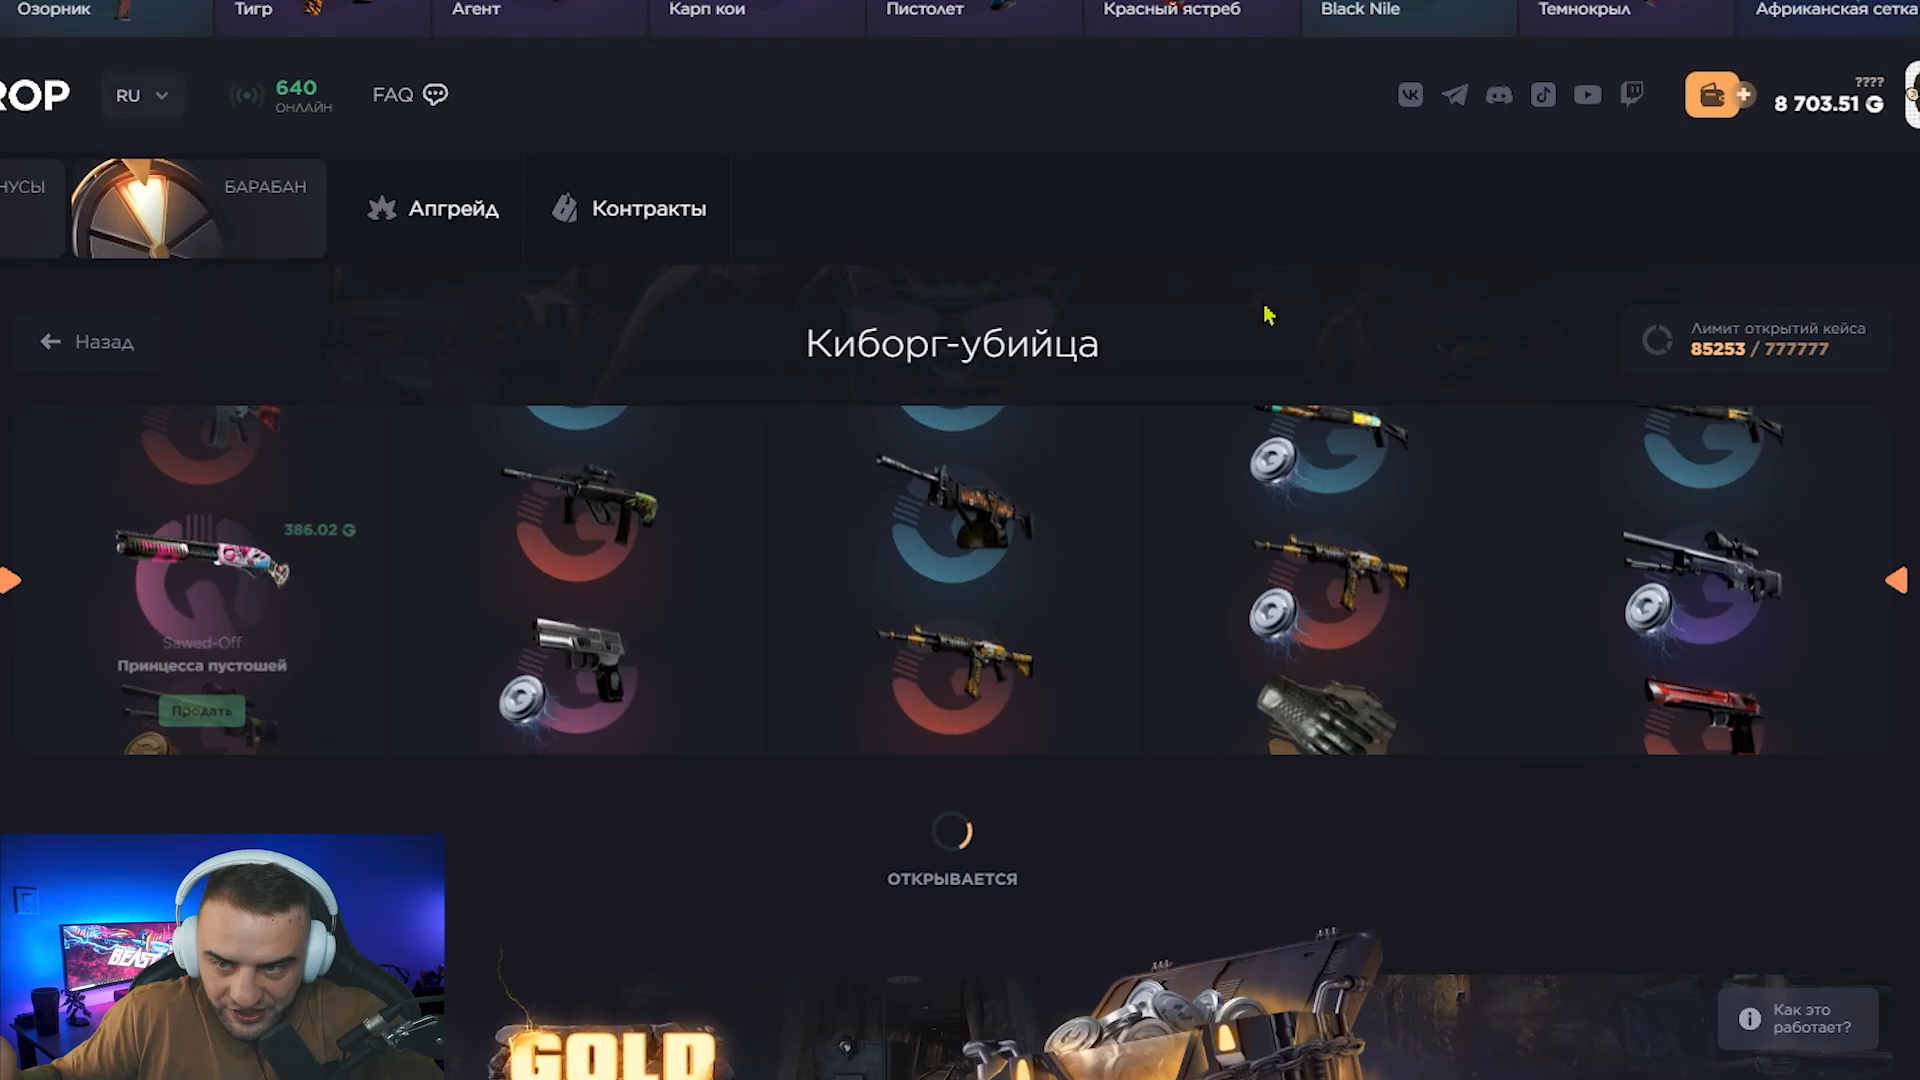 Озорник
Тигр
Агент
Карп кои
Пистолет
Красный ястреб
Black Nile
Темнокрыл
Африканская сетка
ROP
RU
640
ОНЛАЙН
FAQ
????
8 703.51 G
НУСЫ
БАРАБАН
Апгрейд
Контракты
Назад
Киборг-убийца
Лимит открытий кейса
85253 / 777777
386.02 G
Sawed-Off
Принцесса пустошей
Продать
ОТКРЫВАЕТСЯ
BEAST
GOLD
Как это
работает?